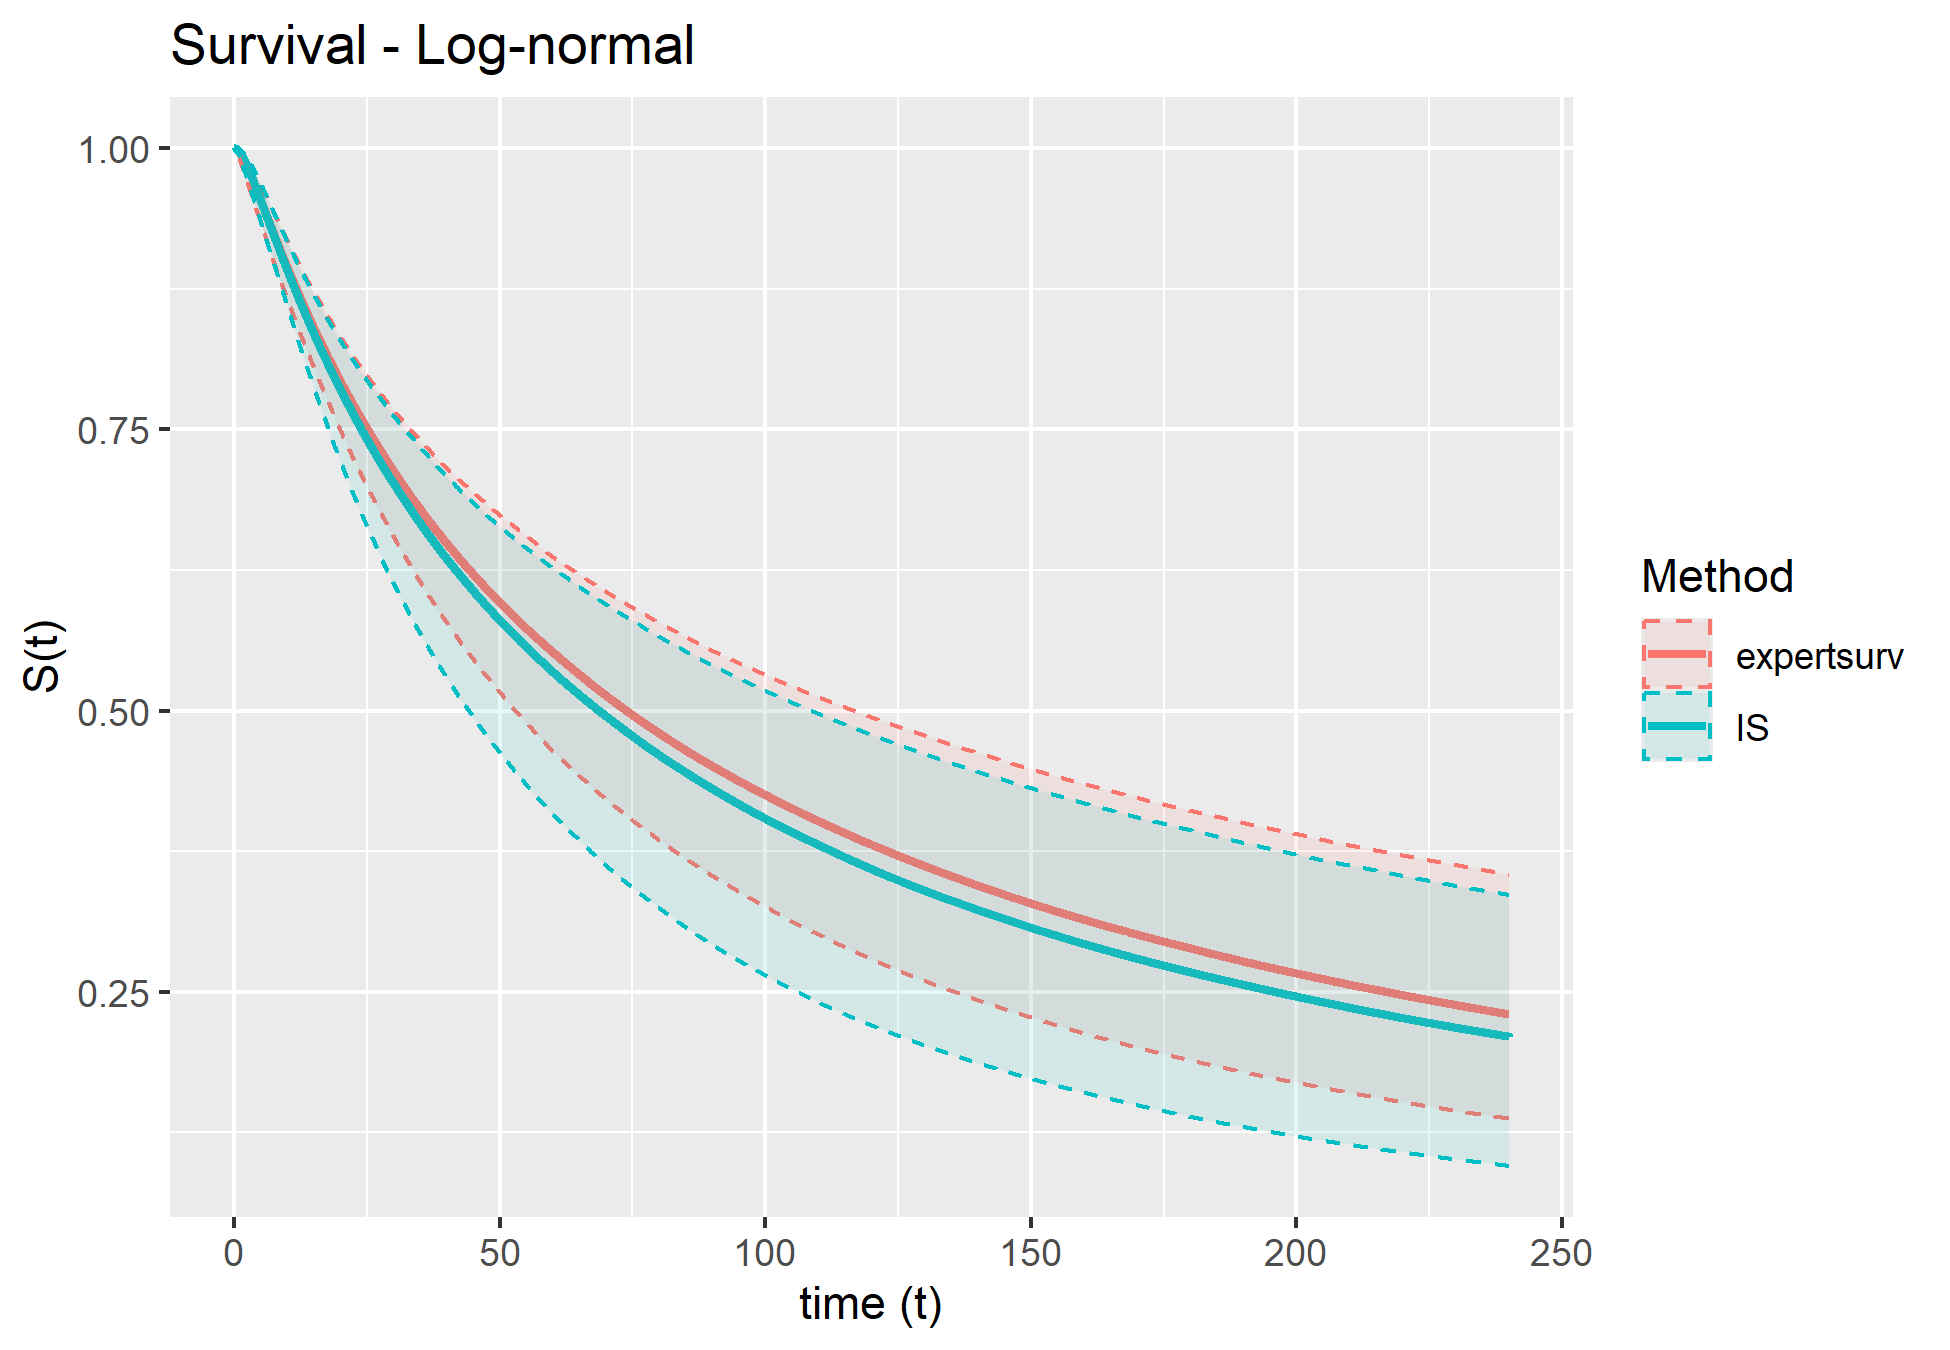 Survival - Log-normal
1.00
0.75
0.50
0.25
S(t)
0 50 100 150 200 250
time (t)
Method
expertsurv
IS